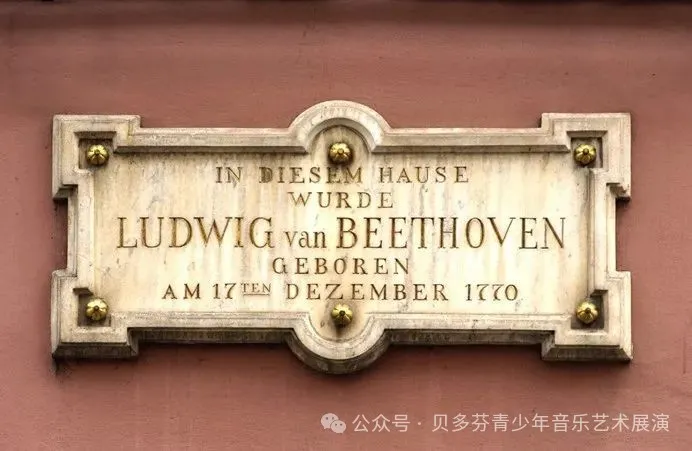 IN DIESEM HAUSE
WURDE
LUDWIG van BEETHOVEN
GEBOREN
AM 17TEN DEZEMBER 1770
公众号 · 贝多芬青少年音乐艺术展演